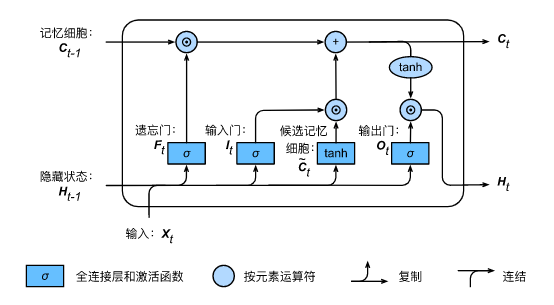 记忆细胞:
C_{t-1}
C_t
+
tanh
遗忘门:
F_t
输入门:
I_t
候选记忆
细胞:
C̃_t
输出门:
O_t
σ
σ
tanh
σ
隐藏状态:
H_{t-1}
H_t
输入: X_t
σ 全连接层和激活函数
按元素运算符
复制
连结